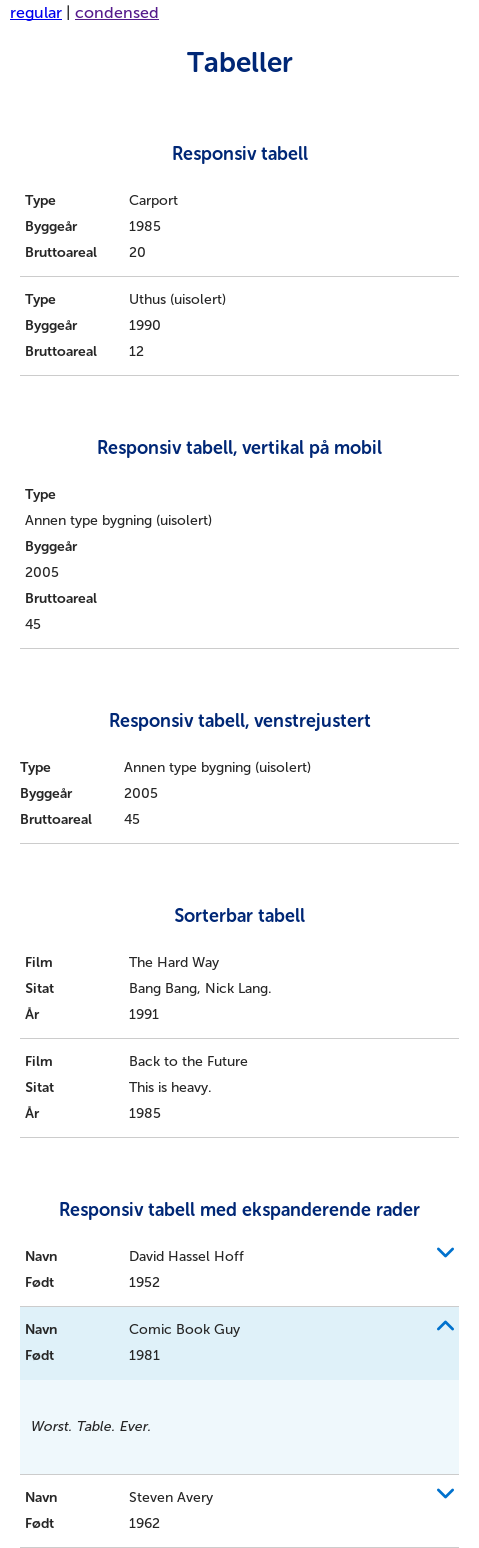 regular | condensed
Tabeller
Responsiv tabell
Type Carport
Byggeår 1985
Bruttoareal 20
Type Uthus (uisolert)
Byggeår 1990
Bruttoareal 12
Responsiv tabell, vertikal på mobil
Type
Annen type bygning (uisolert)
Byggeår
2005
Bruttoareal
45
Responsiv tabell, venstrejustert
Type Annen type bygning (uisolert)
Byggeår 2005
Bruttoareal 45
Sorterbar tabell
Film The Hard Way
Sitat Bang Bang, Nick Lang.
År 1991
Film Back to the Future
Sitat This is heavy.
År 1985
Responsiv tabell med ekspanderende rader
Navn David Hassel Hoff
Født 1952
Navn Comic Book Guy
Født 1981
Worst. Table. Ever.
Navn Steven Avery
Født 1962